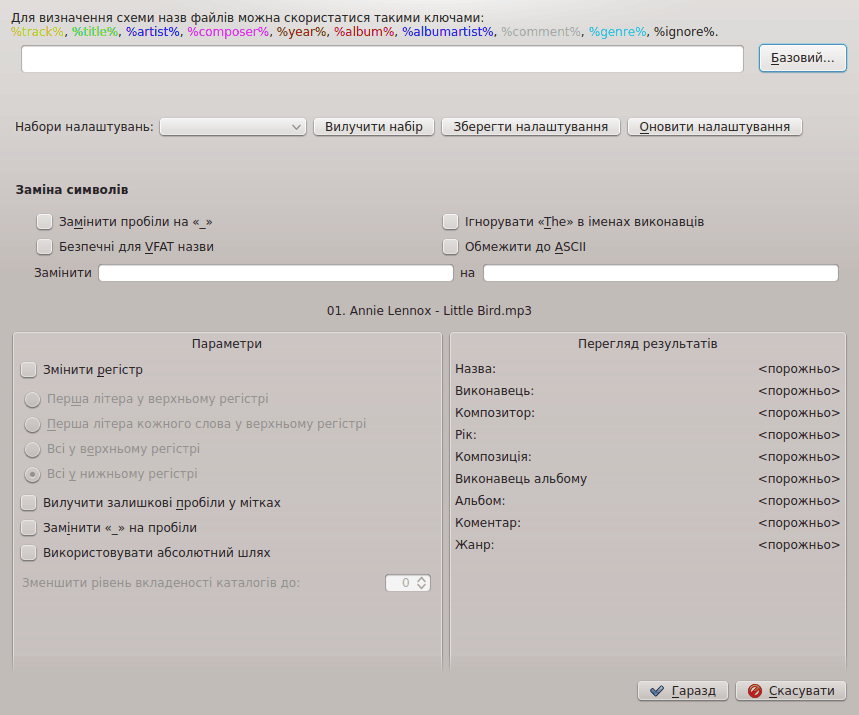 Для визначення схеми назв файлів можна скористатися такими ключами:
%track%, %title%, %artist%, %composer%, %year%, %album%, %albumartist%, %comment%, %genre%, %ignore%.
Базовий...
Набори налаштувань: Вилучити набір Зберегти налаштування Оновити налаштування
Заміна символів
Замінити пробіли на «_» Ігнорувати «The» в іменах виконавців
Безпечні для VFAT назви Обмежити до ASCII
Замінити на
01. Annie Lennox - Little Bird.mp3
Параметри
Змінити регістр
Перша літера у верхньому регістрі
Перша літера кожного слова у верхньому регістрі
Всі у верхньому регістрі
Всі у нижньому регістрі
Вилучити залишкові пробіли у мітках
Замінити «_» на пробіли
Використовувати абсолютний шлях
Зменшити рівень вкладеності каталогів до: 0
Перегляд результатів
Назва: <порожньо>
Виконавець: <порожньо>
Композитор: <порожньо>
Рік: <порожньо>
Композиція: <порожньо>
Виконавець альбому <порожньо>
Альбом: <порожньо>
Коментар: <порожньо>
Жанр: <порожньо>
Гаразд Скасувати